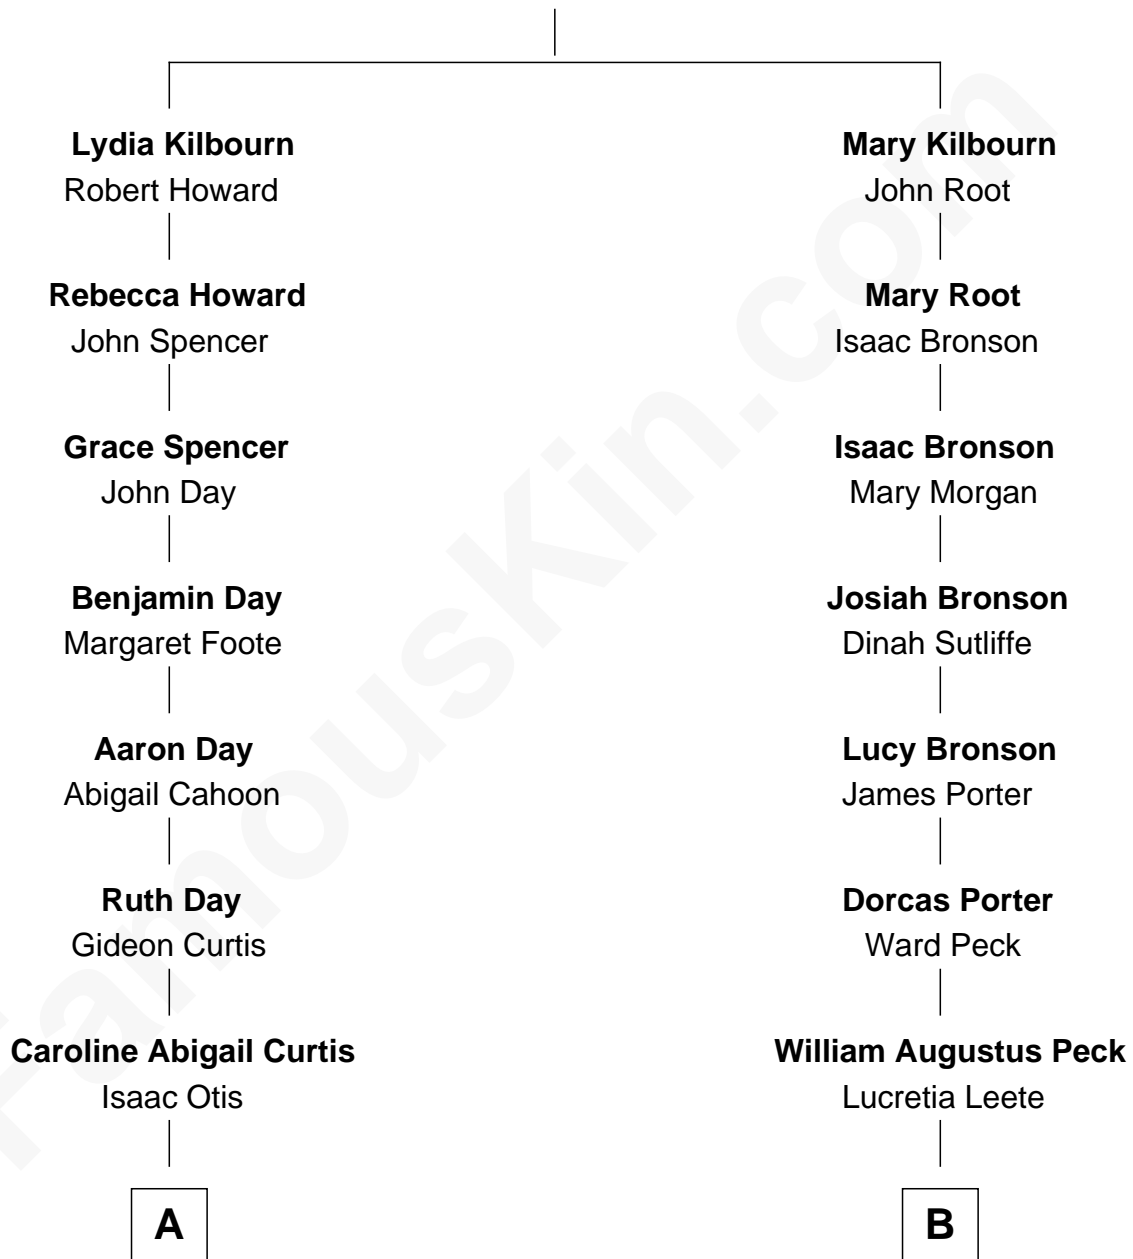 Lydia Kilbourn
Robert Howard
Rebecca Howard
John Spencer
Grace Spencer
John Day
Benjamin Day
Margaret Foote
Aaron Day
Abigail Cahoon
Ruth Day
Gideon Curtis
Caroline Abigail Curtis
Isaac Otis
A
Mary Kilbourn
John Root
Mary Root
Isaac Bronson
Isaac Bronson
Mary Morgan
Josiah Bronson
Dinah Sutliffe
Lucy Bronson
James Porter
Dorcas Porter
Ward Peck
William Augustus Peck
Lucretia Leete
B
FamousKin.com